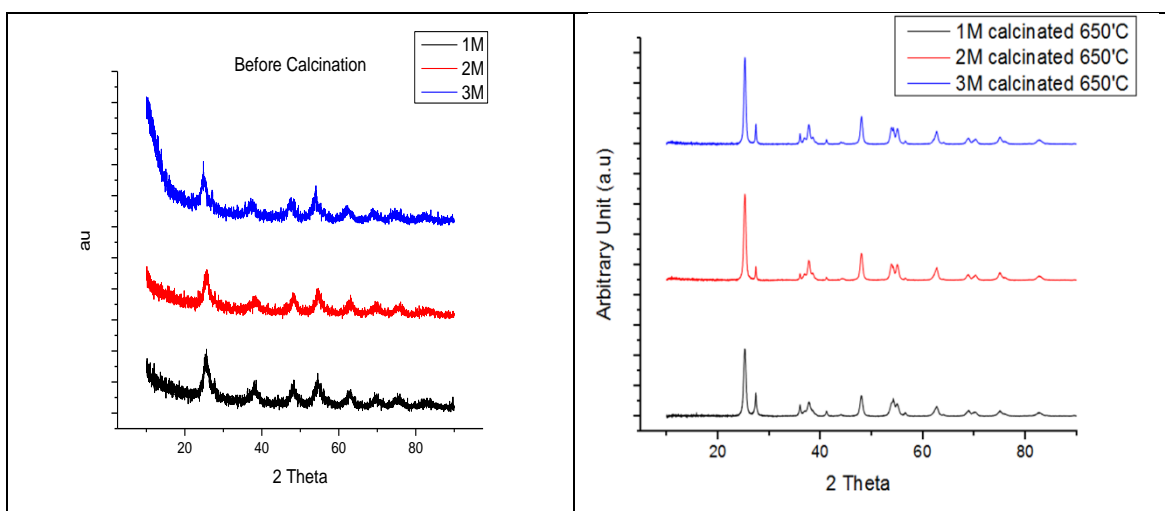 Before Calcination
1M
2M
3M
au
20
40
60
80
2 Theta
1M calcinated 650'C
2M calcinated 650'C
3M calcinated 650'C
Arbitrary Unit (a.u)
20
40
60
80
2 Theta